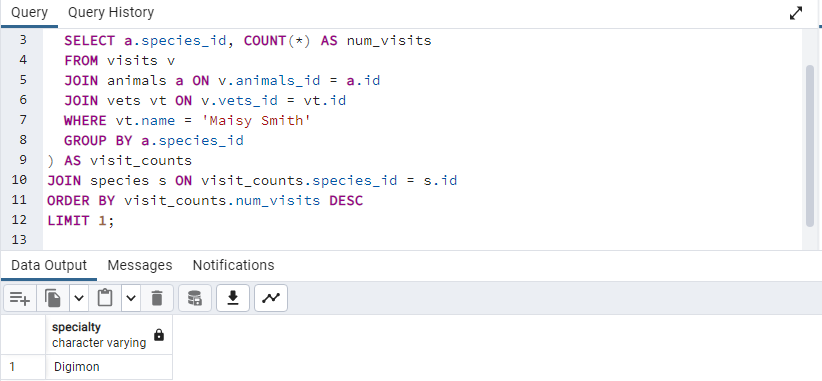 Query Query History
3 SELECT a.species_id, COUNT(*) AS num_visits
4 FROM visits v
5 JOIN animals a ON v.animals_id = a.id
6 JOIN vets vt ON v.vets_id = vt.id
7 WHERE vt.name = 'Maisy Smith'
8 GROUP BY a.species_id
9 ) AS visit_counts
10 JOIN species s ON visit_counts.species_id = s.id
11 ORDER BY visit_counts.num_visits DESC
12 LIMIT 1;
13
Data Output Messages Notifications
specialty
character varying
1 Digimon